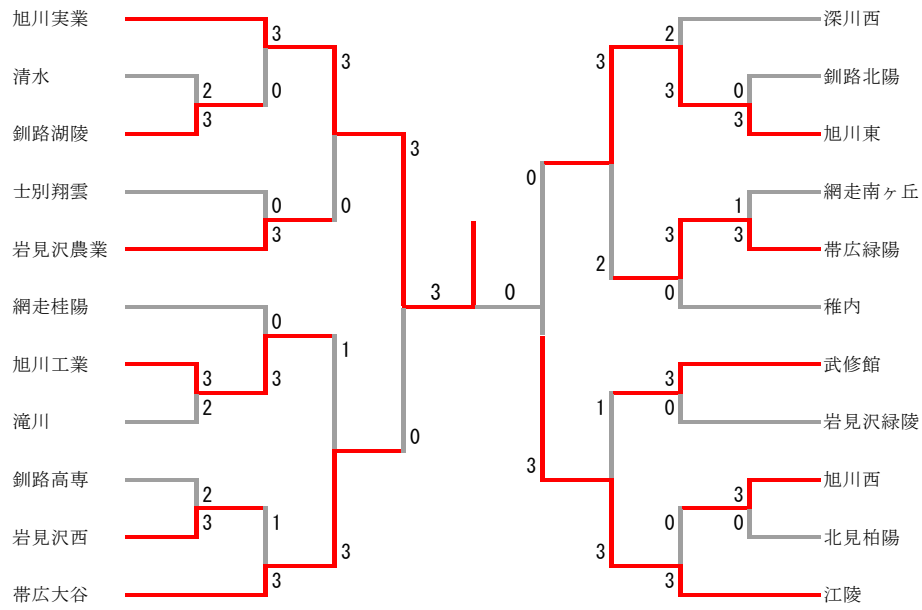 旭川実業
清水
釧路湖陵
士別翔雲
岩見沢農業
網走桂陽
旭川工業
滝川
釧路高専
岩見沢西
帯広大谷
3
2
3
0
0
3
0
3
2
3
2
3
1
3
3
0
1
3
3
0
3
0
0
3
3
2
1
3
2
3
0
3
1
3
3
0
3
0
0
3
3
0
深川西
釧路北陽
旭川東
網走南ヶ丘
帯広緑陽
稚内
武修館
岩見沢緑陵
旭川西
北見柏陽
江陵